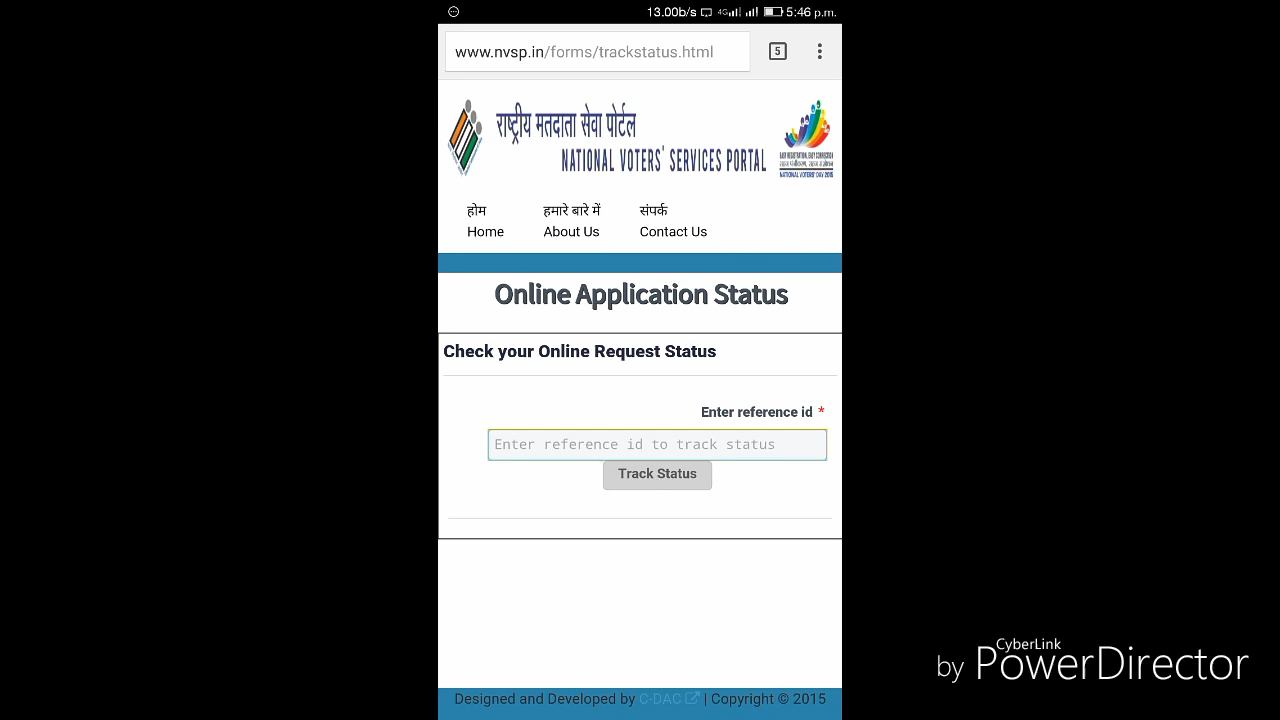 13.00b/s 4G 5:46 p.m.
www.nvsp.in/forms/trackstatus.html
5
राष्ट्रीय मतदाता सेवा पोर्टल
NATIONAL VOTERS' SERVICES PORTAL
NATIONAL VOTERS' DAY 2015
होम हमारे बारे में संपर्क
Home About Us Contact Us
Online Application Status
Check your Online Request Status
Enter reference id *
Enter reference id to track status
Track Status
Designed and Developed by C-DAC | Copyright © 2015
CyberLink
by PowerDirector